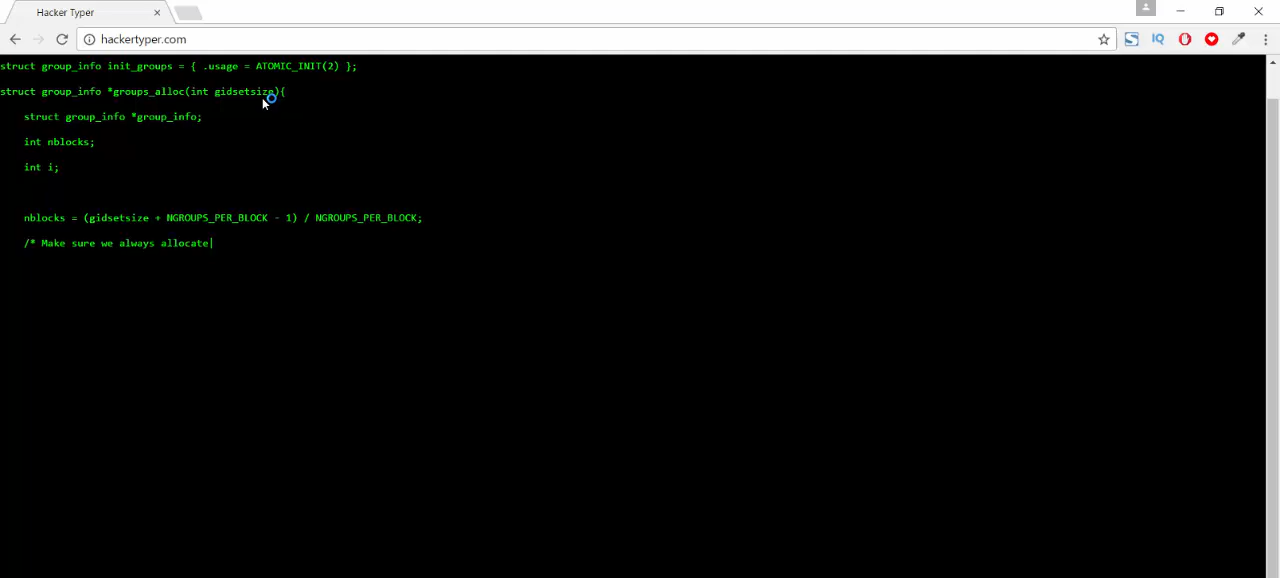 Hacker Typer
hackertyper.com
struct group_info init_groups = { .usage = ATOMIC_INIT(2) };
struct group_info *groups_alloc(int gidsetsize){
struct group_info *group_info;
int nblocks;
int i;
nblocks = (gidsetsize + NGROUPS_PER_BLOCK - 1) / NGROUPS_PER_BLOCK;
/* Make sure we always allocate|